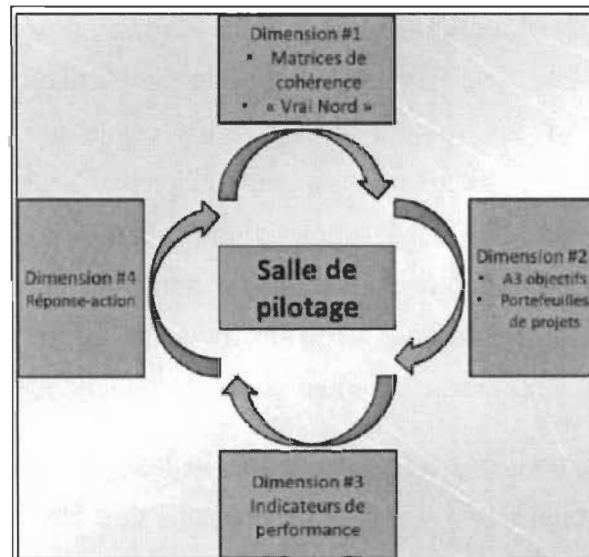 Dimension #1
• Matrices de
cohérence
• « Vrai Nord »
Dimension #2
• A3 objectifs
• Portefeuilles
de projets
Salle de
pilotage
Dimension #4
Réponse-action
Dimension #3
Indicateurs de
performance